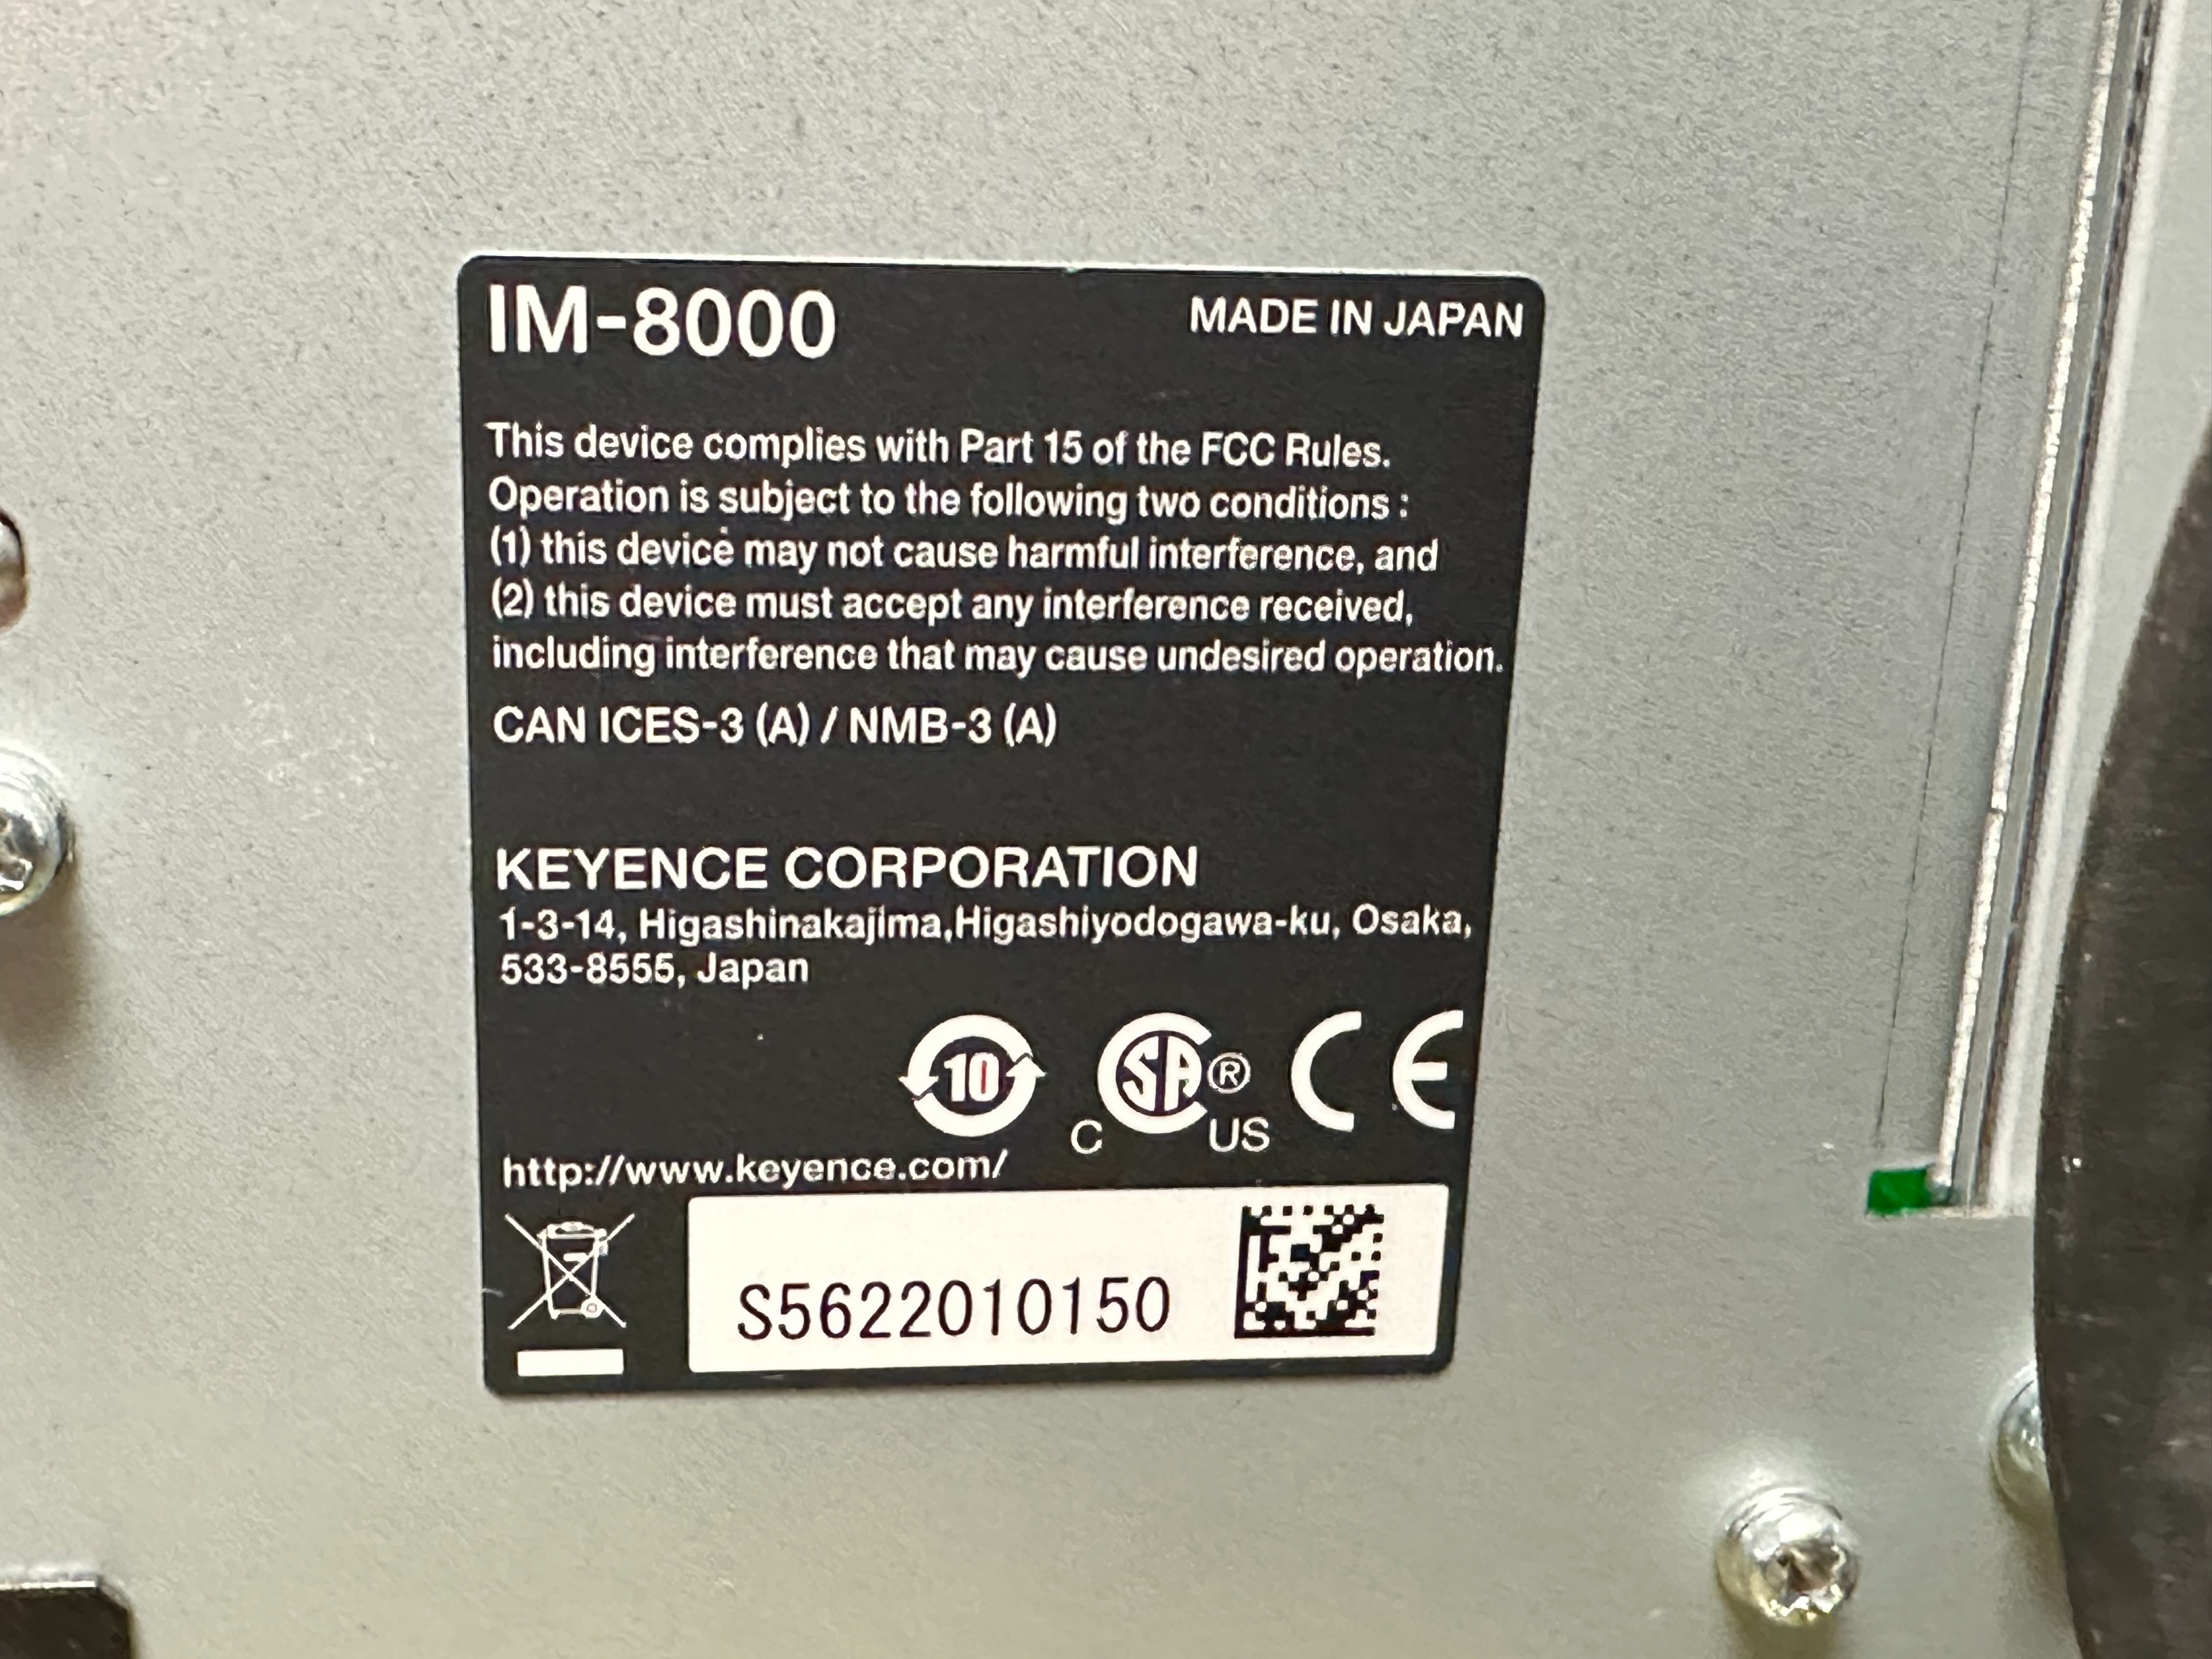 IM-8000
MADE IN JAPAN
This device complies with Part 15 of the FCC Rules.
Operation is subject to the following two conditions :
(1) this device may not cause harmful interference, and
(2) this device must accept any interference received,
including interference that may cause undesired operation.
CAN ICES-3 (A) / NMB-3 (A)
KEYENCE CORPORATION
1-3-14, Higashinakajima,Higashiyodogawa-ku, Osaka,
533-8555, Japan
10
C SA ® US CE
http://www.keyence.com/
S5622010150